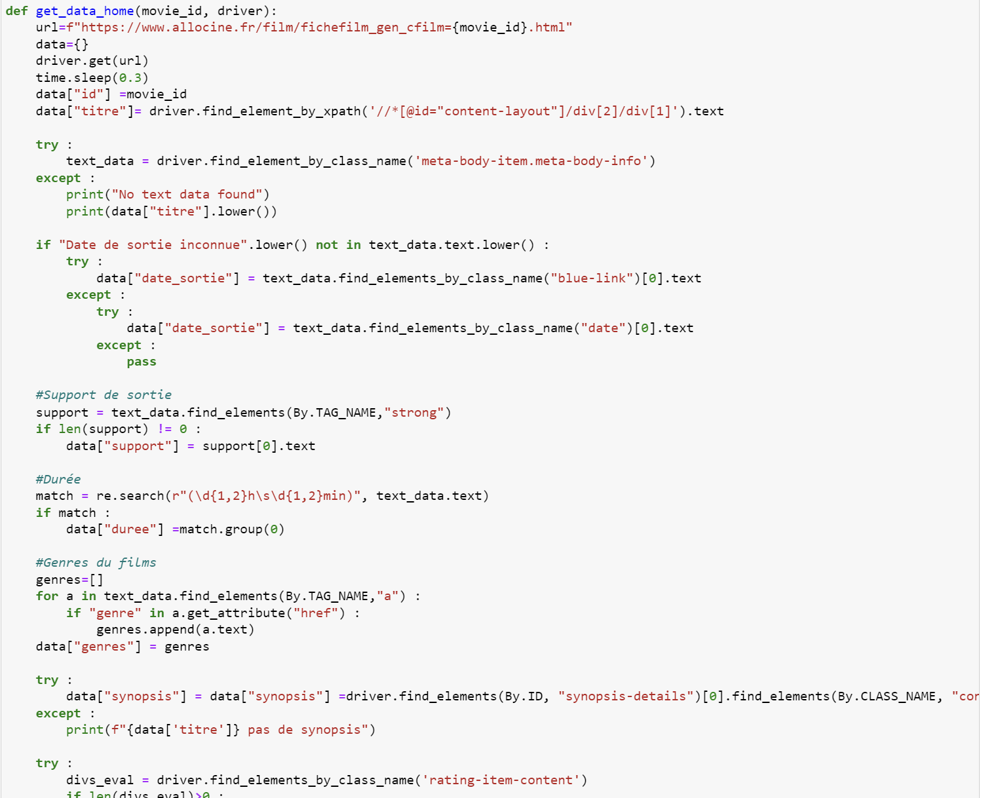 def get_data_home(movie_id, driver):
    url=f"https://www.allocine.fr/film/fichefilm_gen_cfilm={movie_id}.html"
    data={}
    driver.get(url)
    time.sleep(0.3)
    data["id"] =movie_id
    data["titre"]= driver.find_element_by_xpath('//*[@id="content-layout"]/div[2]/div[1]').text

    try :
        text_data = driver.find_element_by_class_name('meta-body-item.meta-body-info')
    except :
        print("No text data found")
        print(data["titre"].lower())

    if "Date de sortie inconnue".lower() not in text_data.text.lower() :
        try :
            data["date_sortie"] = text_data.find_elements_by_class_name("blue-link")[0].text
        except :
            try :
                data["date_sortie"] = text_data.find_elements_by_class_name("date")[0].text
            except :
                pass

    #Support de sortie
    support = text_data.find_elements(By.TAG_NAME,"strong")
    if len(support) != 0 :
        data["support"] = support[0].text

    #Durée
    match = re.search(r"(\d{1,2}h\s\d{1,2}min)", text_data.text)
    if match :
        data["duree"] =match.group(0)

    #Genres du films
    genres=[]
    for a in text_data.find_elements(By.TAG_NAME,"a") :
        if "genre" in a.get_attribute("href") :
            genres.append(a.text)
    data["genres"] = genres

    try :
        data["synopsis"] = data["synopsis"] =driver.find_elements(By.ID, "synopsis-details")[0].find_elements(By.CLASS_NAME, "con
    except :
        print(f"{data['titre']} pas de synopsis")

    try :
        divs_eval = driver.find_elements_by_class_name('rating-item-content')
        if len(divs_eval)>0 :